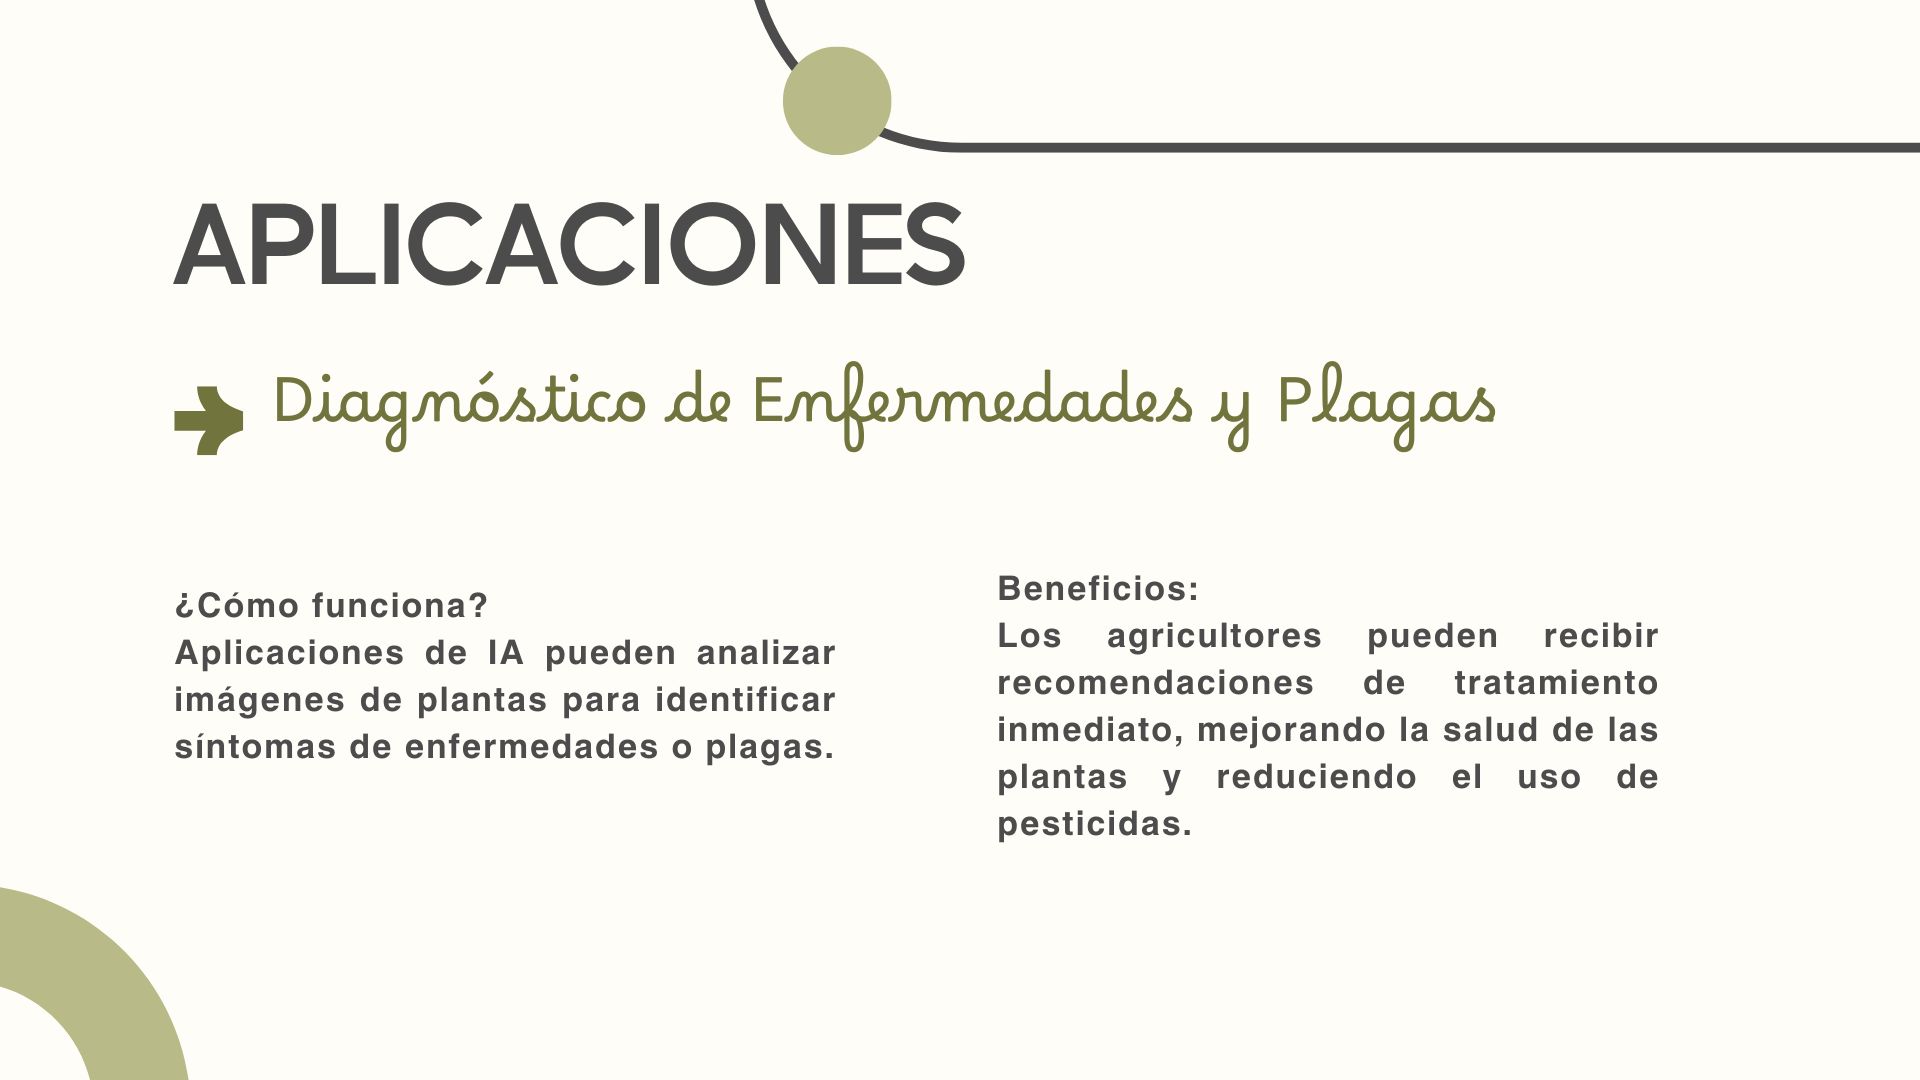 APLICACIONES
Diagnóstico de Enfermedades y Plagas
¿Cómo funciona?
Aplicaciones de IA pueden analizar
imágenes de plantas para identificar
síntomas de enfermedades o plagas.
Beneficios:
Los agricultores pueden recibir
recomendaciones de tratamiento
inmediato, mejorando la salud de las
plantas y reduciendo el uso de
pesticidas.